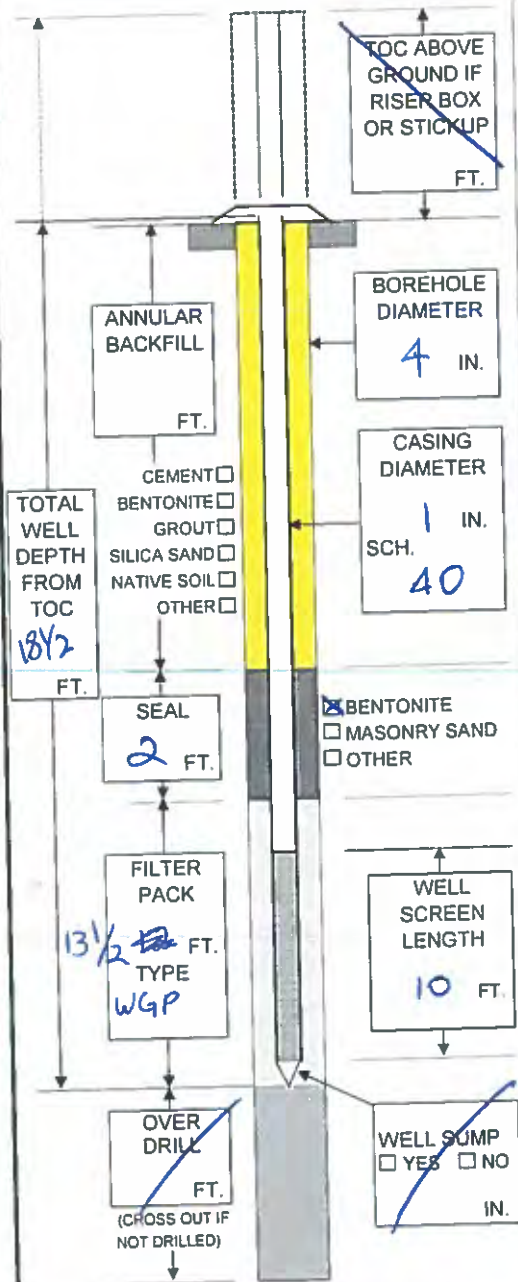 TOC ABOVE
GROUND IF
RISER BOX
OR STICKUP
FT.
BOREHOLE
DIAMETER
4 IN.
ANNULAR
BACKFILL
FT.
CASING
DIAMETER
1 IN.
SCH.
40
CEMENT ☐
BENTONITE ☐
GROUT ☐
SILICA SAND ☐
NATIVE SOIL ☐
OTHER ☐
TOTAL
WELL
DEPTH
FROM
TOC
18 1/2
FT.
SEAL
2 FT.
☒ BENTONITE
☐ MASONRY SAND
☐ OTHER
FILTER
PACK
13 1/2 FT.
TYPE
WGP
WELL
SCREEN
LENGTH
10 FT.
OVER
DRILL
FT.
(CROSS OUT IF
NOT DRILLED)
WELL SUMP
☐ YES ☐ NO
IN.